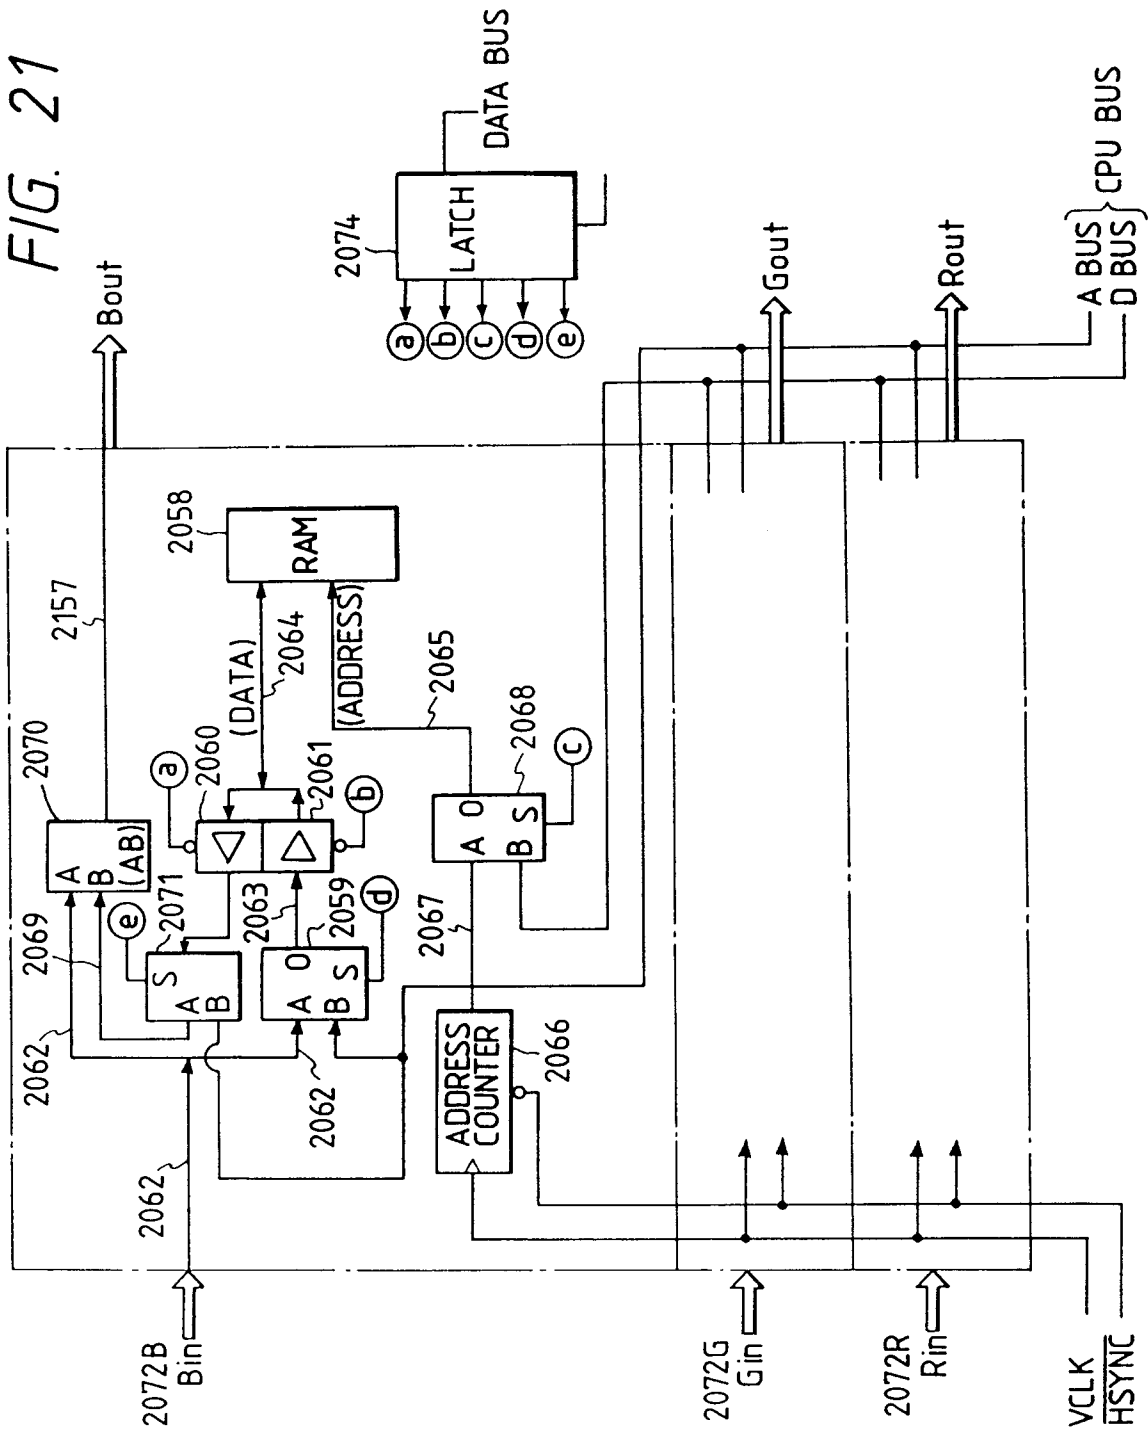 FIG. 21
Bout
2157
2070
A
B
(AB)
2069
2062
e
2071
S
A
B
a
2060
(DATA)
2064
2058
RAM
(ADDRESS)
2061
b
2063
2059
A
O
B
S
d
2062
2062
2072B
Bin
2065
2068
A
O
B
S
c
2067
ADDRESS
COUNTER
2066
2074
LATCH
DATA BUS
a
b
c
d
e
2072G
Gin
Gout
2072R
Rin
Rout
VCLK
HSYNC
A BUS
D BUS
CPU BUS